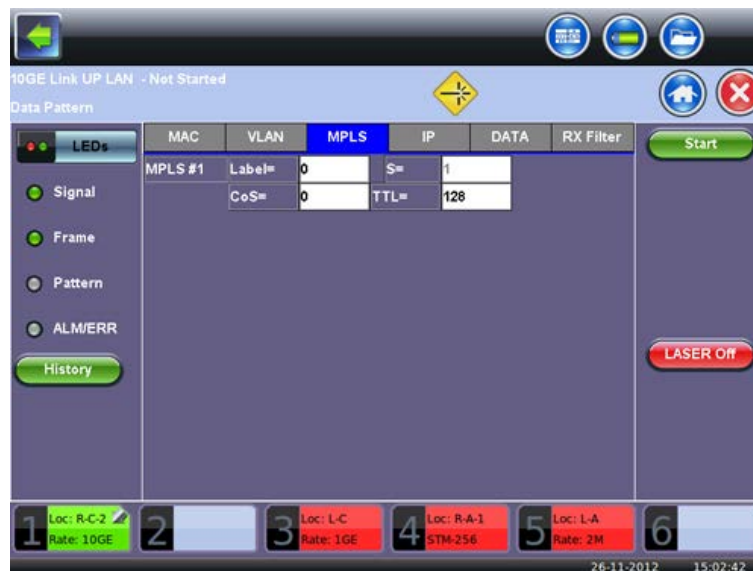 10GE Link UP LAN - Not Started
Data Pattern
LEDs
MAC VLAN MPLS IP DATA RX Filter
Start
MPLS #1 Label= 0 S= 1
CoS= 0 TTL= 128
Signal
Frame
Pattern
ALM/ERR
History
LASER Off
1 Loc: R-C-2 Rate: 10GE
2
3 Loc: L-C Rate: 1GE
4 Loc: R-A-1 STM-256
5 Loc: L-A Rate: 2M
6
26-11-2012 15:02:42